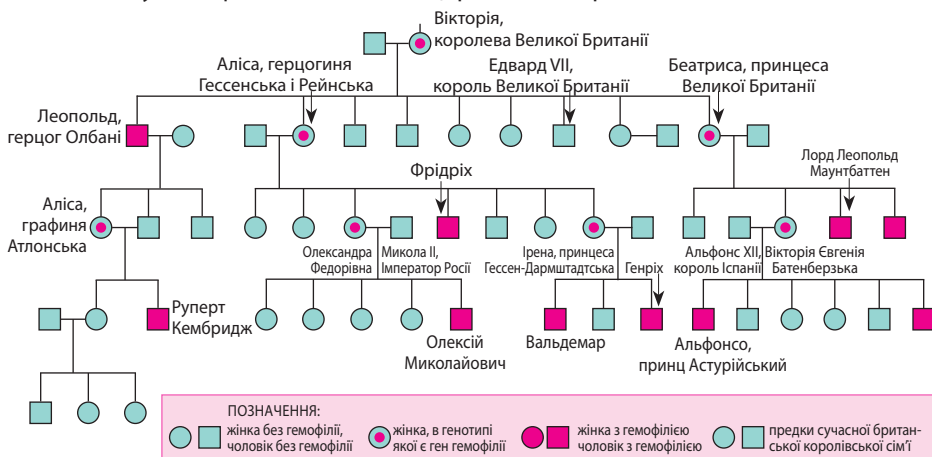 Вікторія,
королева Великої Британії
Аліса, герцогиня
Гессенська і Рейнська
Едвард VII,
король Великої Британії
Беатриса, принцеса
Великої Британії
Леопольд,
герцог Олбані
Фрідріх
Лорд Леопольд
Маунтбаттен
Аліса,
графиня
Атлонська
Олександра
Федорівна
Микола II,
Імператор Росії
Ірена, принцеса
Гессен-Дармштадтська
Генріх
Альфонс XII,
король Іспанії
Вікторія Євгенія
Батенберзька
Руперт
Кембридж
Олексій
Миколайович
Вальдемар
Альфонсо,
принц Астурійський
ПОЗНАЧЕННЯ:
жінка без гемофілії,
чоловік без гемофілії
жінка, в генотипі
якої є ген гемофілії
жінка з гемофілією
чоловік з гемофілією
предки сучасної британ-
ської королівської сім’ї